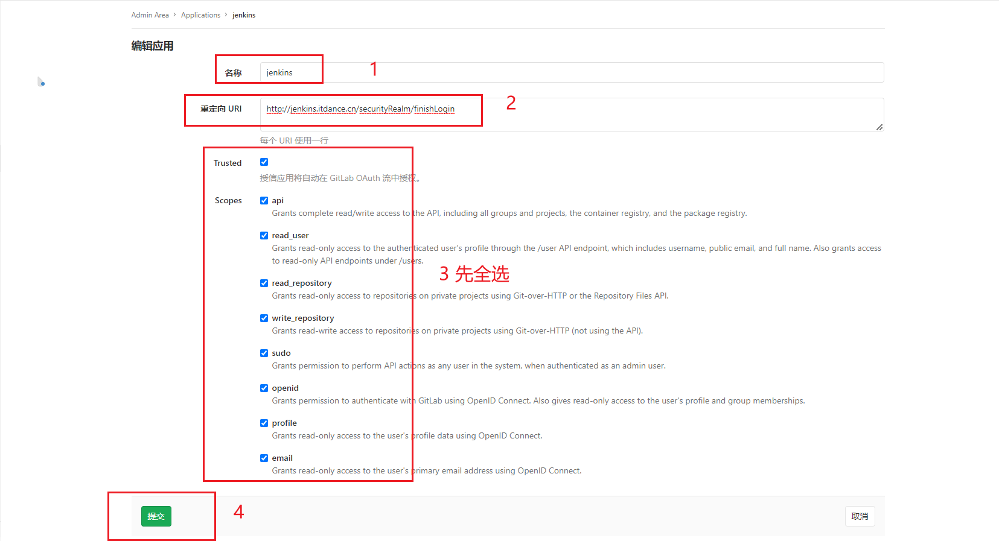 Admin Area > Applications > jenkins
编辑应用
名称 jenkins 1
重定向 URI http://jenkins.itdance.cn/securityRealm/finishLogin 2
每个 URI 使用一行
Trusted
授信应用将自动在 GitLab OAuth 流中授权。
Scopes api
Grants complete read/write access to the API, including all groups and projects, the container registry, and the package registry.
read_user
Grants read-only access to the authenticated user's profile through the /user API endpoint, which includes username, public email, and full name. Also grants access
to read-only API endpoints under /users.
3 先全选
read_repository
Grants read-only access to repositories on private projects using Git-over-HTTP or the Repository Files API.
write_repository
Grants read-write access to repositories on private projects using Git-over-HTTP (not using the API).
sudo
Grants permission to perform API actions as any user in the system, when authenticated as an admin user.
openid
Grants permission to authenticate with GitLab using OpenID Connect. Also gives read-only access to the user's profile and group memberships.
profile
Grants read-only access to the user's profile data using OpenID Connect.
email
Grants read-only access to the user's primary email address using OpenID Connect.
提交 4 取消